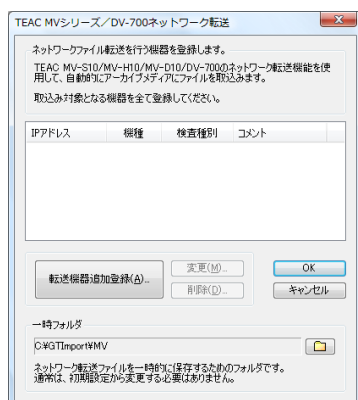 TEAC MVシリーズ／DV-700ネットワーク転送
ネットワークファイル転送を行う機器を登録します。
TEAC MV-S10/MV-H10/MV-D10/DV-700のネットワーク転送機能を使
用して、自動的にアーカイブメディアにファイルを取込みます。
取込み対象となる機器を全て登録してください。
IPアドレス 機種 検査種別 コメント
転送機器追加登録(A)...
変更(M)...
削除(D)...
OK
キャンセル
一時フォルダ
C:¥GTImport¥MV
ネットワーク転送ファイルを一時的に保存するためのフォルダです。
通常は、初期設定から変更する必要はありません。